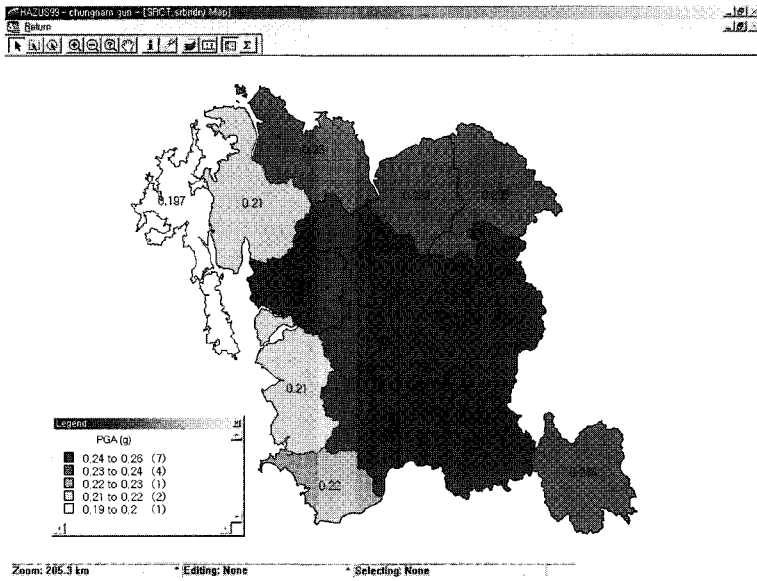 HAZUS99 - chungnam gun - [SRCT.srbndry Map]
Return
0.197
0.21
0.21
0.22
Legend
PGA (g)
0.24 to 0.26 (7)
0.23 to 0.24 (4)
0.22 to 0.23 (1)
0.21 to 0.22 (2)
0.19 to 0.2 (1)
Zoom: 205.3 km
* Editing: None
* Selecting: None